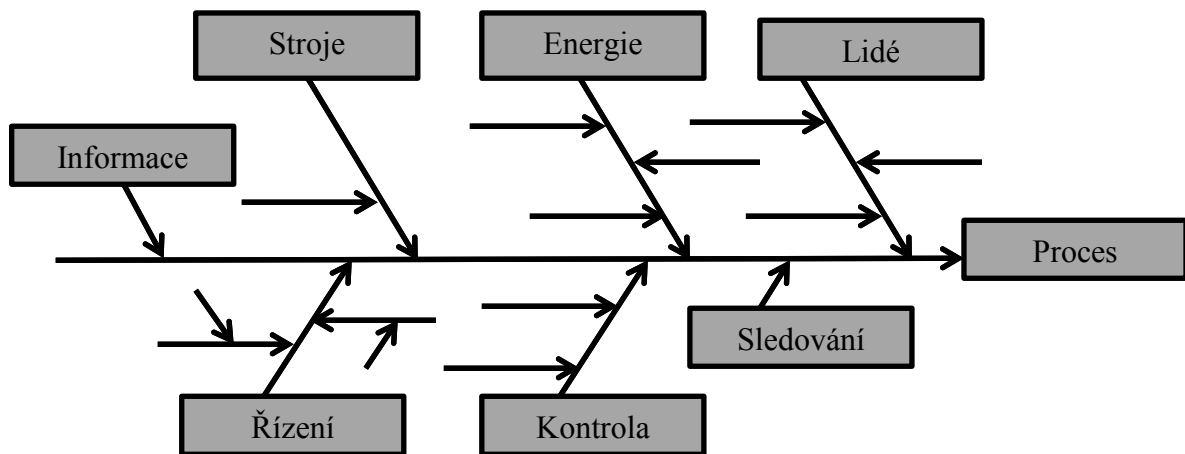 Stroje
Energie
Lidé
Informace
Proces
Sledování
Řízení
Kontrola